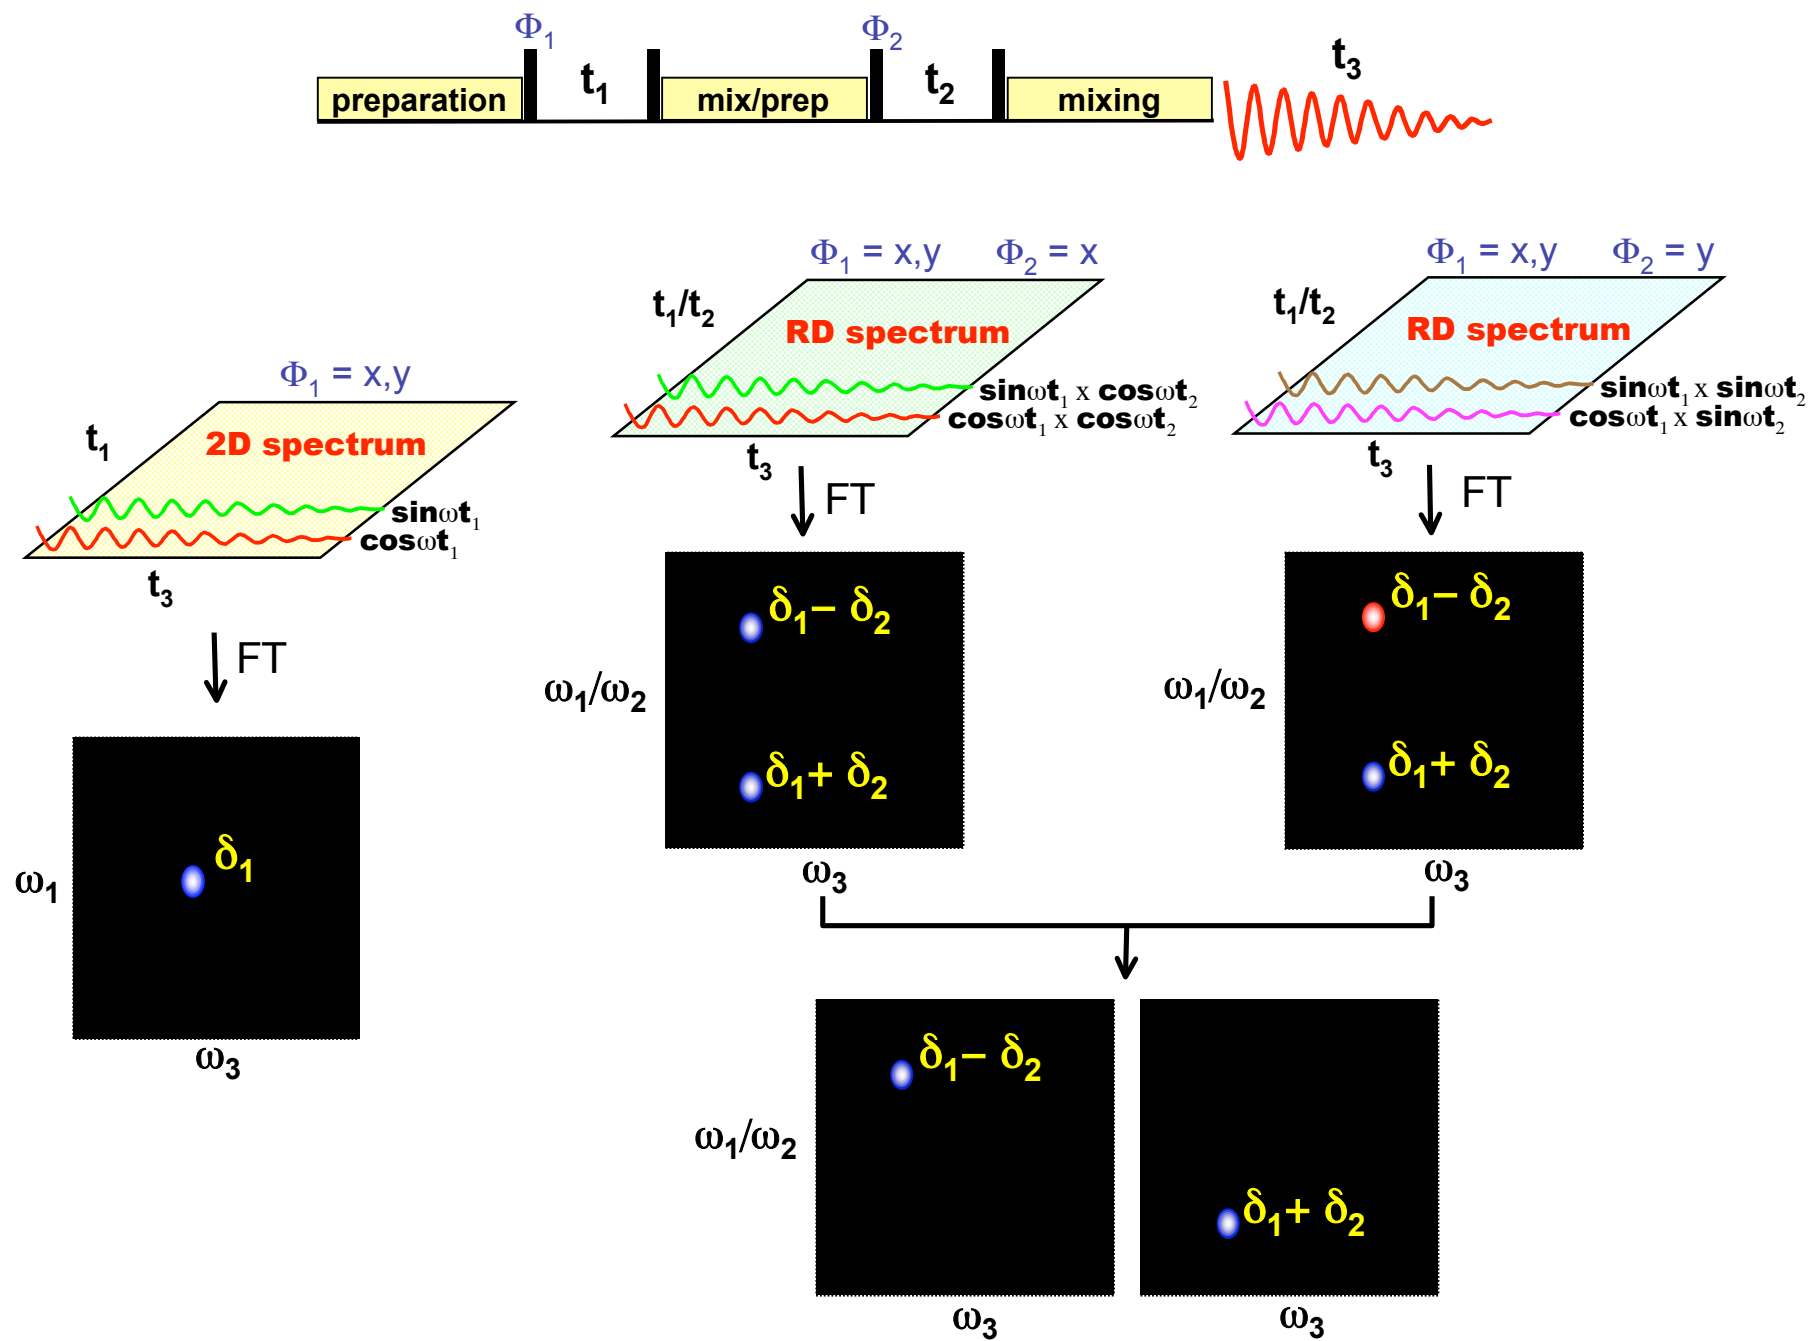 Φ1 Φ2
preparation t1 mix/prep t2 mixing t3
Φ1 = x,y
t1
2D spectrum
sinωt1
cosωt1
t3
FT
δ1
ω1
ω3
Φ1 = x,y Φ2 = x
t1/t2
RD spectrum
sinωt1 x cosωt2
cosωt1 x cosωt2
t3
FT
δ1– δ2
ω1/ω2
δ1+ δ2
ω3
Φ1 = x,y Φ2 = y
t1/t2
RD spectrum
sinωt1 x sinωt2
cosωt1 x sinωt2
t3
FT
δ1– δ2
ω1/ω2
δ1+ δ2
ω3
δ1– δ2
ω1/ω2
δ1+ δ2
ω3
ω3